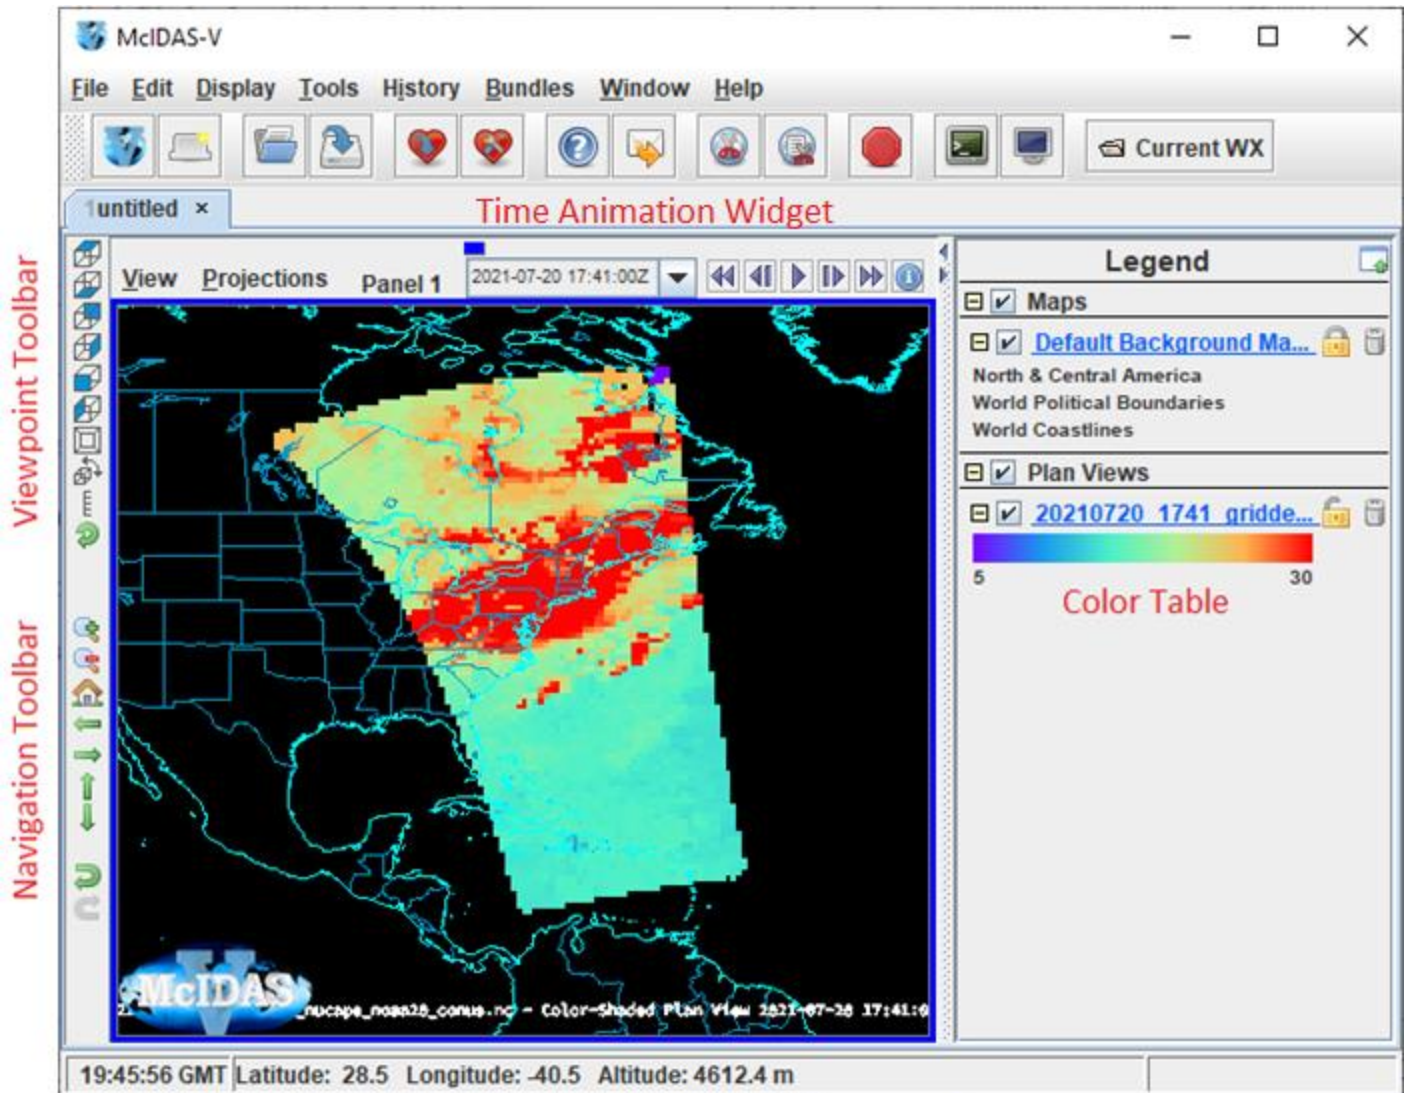 McIDAS-V
File Edit Display Tools History Bundles Window Help
Current WX
1untitled ×
Time Animation Widget
Viewpoint Toolbar
Navigation Toolbar
View Projections Panel 1 2021-07-20 17:41:00Z
Legend
Maps
Default Background Ma...
North & Central America
World Political Boundaries
World Coastlines
Plan Views
20210720_1741_gridde...
5 30
Color Table
McIDAS
_nucaps_noaa20_conus.nc - Color-Shaded Plan View 2021-07-20 17:41:0
19:45:56 GMT Latitude: 28.5 Longitude: -40.5 Altitude: 4612.4 m